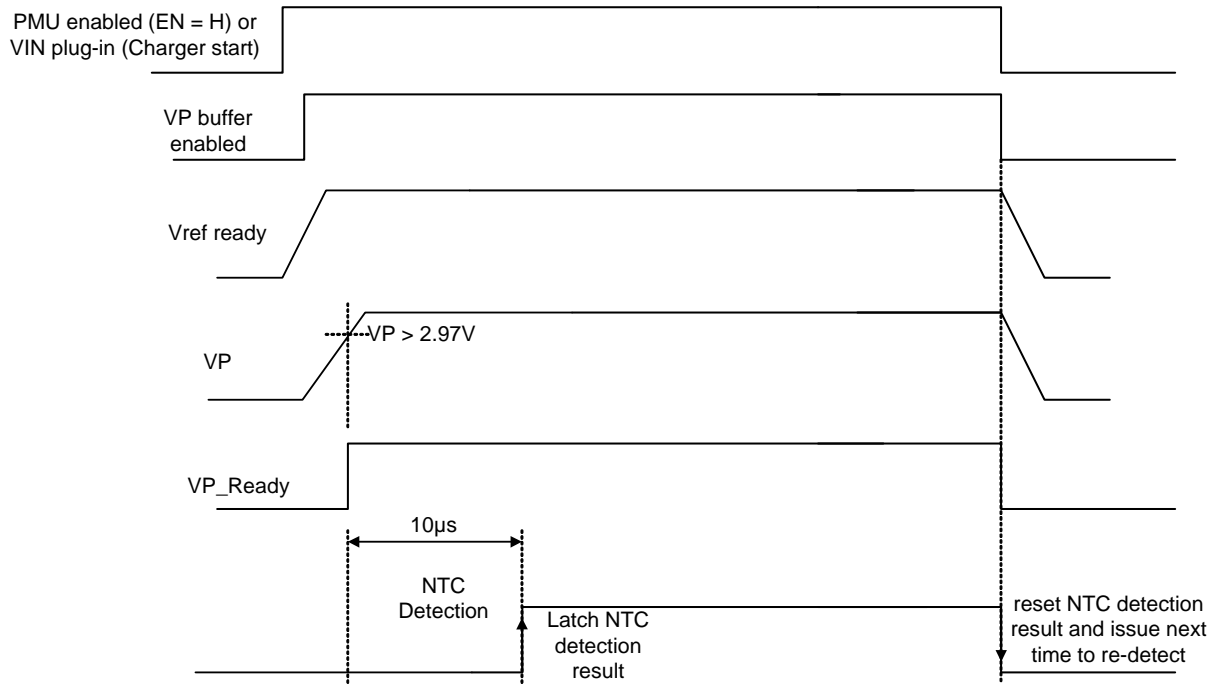 PMU enabled (EN = H) or
VIN plug-in (Charger start)
VP buffer
enabled
Vref ready
VP > 2.97V
VP
VP_Ready
10µs
NTC
Detection
Latch NTC
detection
result
reset NTC detection
result and issue next
time to re-detect